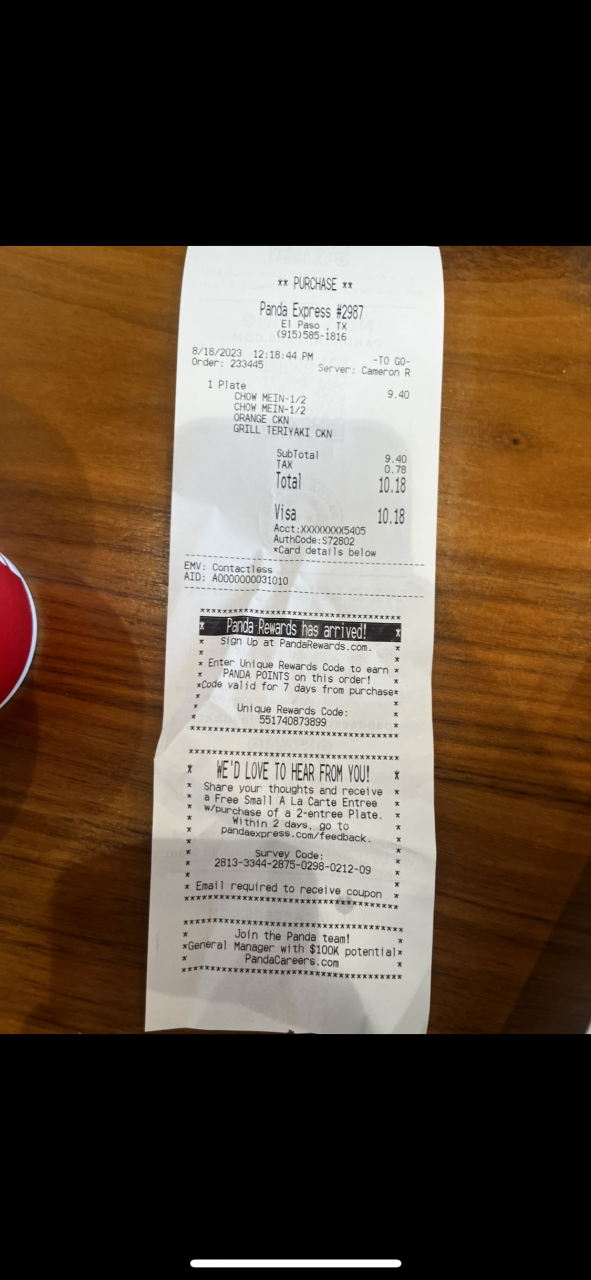 ** PURCHASE **
Panda Express #2987
El Paso , TX
(915)585-1816
8/18/2023 12:18:44 PM -TO GO-
Order: 233445 Server: Cameron R
1 Plate 9.40
CHOW MEIN-1/2
CHOW MEIN-1/2
ORANGE CKN
GRILL TERIYAKI CKN
SubTotal 9.40
TAX 0.78
Total 10.18
Visa 10.18
Acct:XXXXXXXX5405
AuthCode:S72802
*Card details below
EMV: Contactless
AID: A0000000031010
Panda Rewards has arrived!
Sign Up at PandaRewards.com.
Enter Unique Rewards Code to earn
PANDA POINTS on this order!
*Code valid for 7 days from purchase*
Unique Rewards Code:
551740873899
WE'D LOVE TO HEAR FROM YOU!
Share your thoughts and receive
a Free Small A La Carte Entree
w/purchase of a 2-entree Plate.
Within 2 days, go to
pandaexpress.com/feedback.
Survey Code:
2813-3344-2875-0298-0212-09
* Email required to receive coupon
Join the Panda team!
*General Manager with $100K potential*
PandaCareers.com